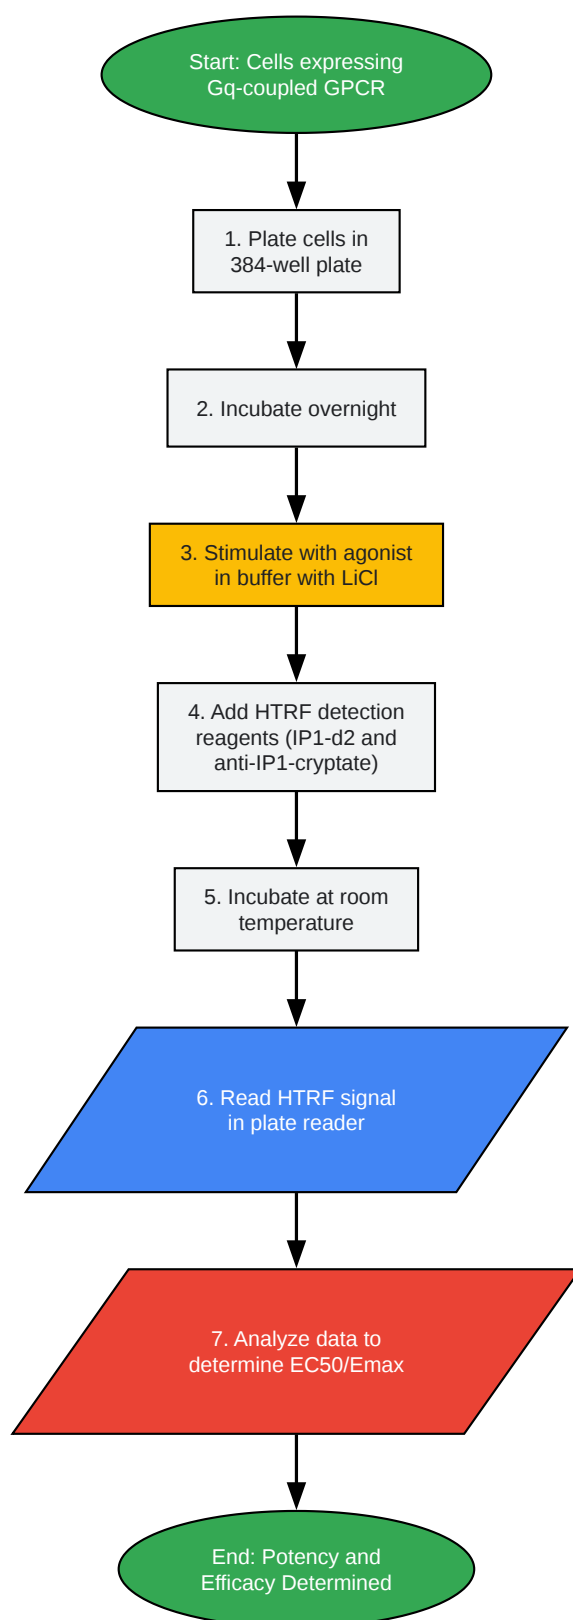 Start: Cells expressing
Gq-coupled GPCR
1. Plate cells in
384-well plate
2. Incubate overnight
3. Stimulate with agonist
in buffer with LiCl
4. Add HTRF detection
reagents (IP1-d2 and
anti-IP1-cryptate)
5. Incubate at room
temperature
6. Read HTRF signal
in plate reader
7. Analyze data to
determine EC50/Emax
End: Potency and
Efficacy Determined